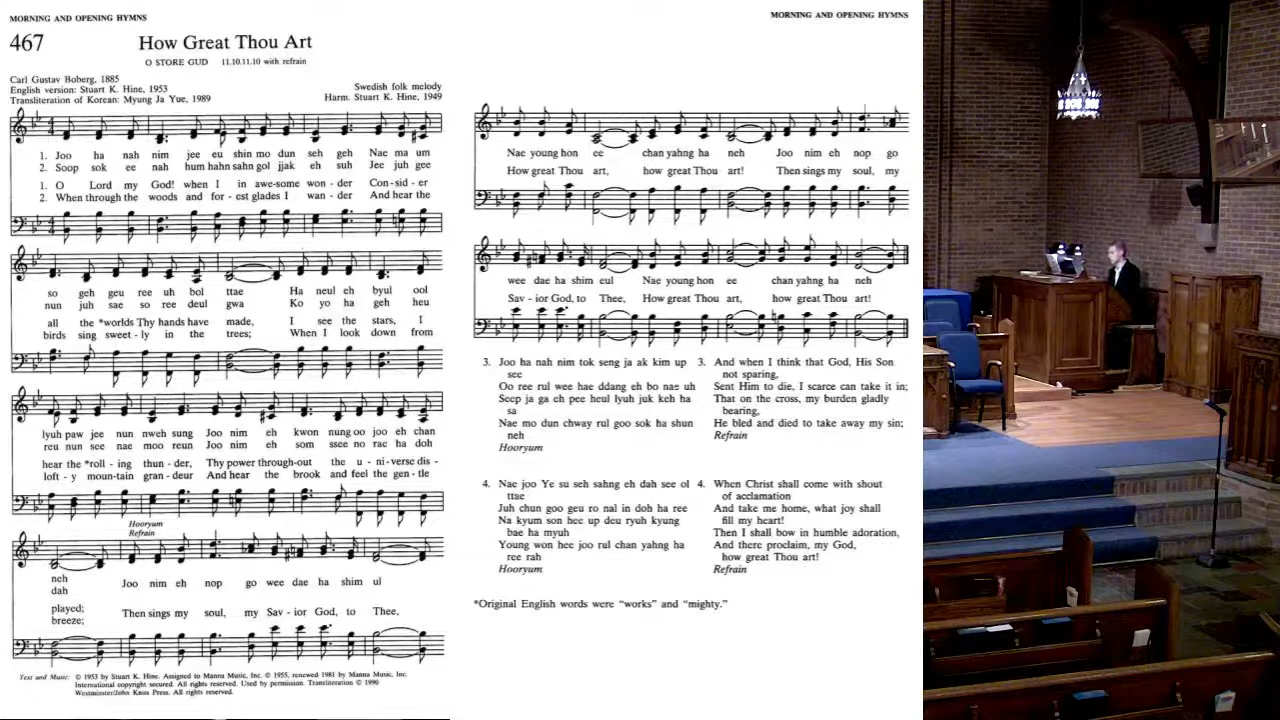 MORNING AND OPENING HYMNS
467
How Great Thou Art
O STORE GUD 11.10.11.10 with refrain
Carl Gustav Boberg, 1885
English version: Stuart K. Hine, 1953
Transliteration of Korean: Myung Ja Yue, 1989
Swedish folk melody
Harm. Stuart K. Hine, 1949
1. Joo ha nah nim jee eu shin mo dun seh geh Nae ma um
2. Soop sok ee nah hum hahn sahn gol jjak eh suh Jee juh gee
1. O Lord my God! when I in awe-some won - der Con-sid - er
2. When through the woods and for - est glades I wan - der And hear the
so geh geu ree uh bol ttae Ha neul eh byul ool
nun juh sae so ree deul gwa Ko yo ha geh heu
all the *worlds Thy hands have made, I see the stars, I
birds sing sweet - ly in the trees; When I look down from
lyuh paw jee nun nweh sung Joo nim eh kwon nung oo joo eh chan
reu nun see nae moo reun Joo nim eh som ssee no rae ha doh
hear the *roll - ing thun - der, Thy power through-out the u - ni-verse dis -
loft - y moun-tain gran - deur And hear the brook and feel the gen - tle
Hooryum
Refrain
neh Joo nim eh nop go wee dae ha shim ul
dah
played; Then sings my soul, my Sav - ior God, to Thee,
breeze;
Text and Music: © 1953 by Stuart K. Hine. Assigned to Manna Music, Inc. © 1955, renewed 1981 by Manna Music, Inc.
International copyright secured. All rights reserved. Used by permission. Transliteration © 1990
Westminster/John Knox Press. All rights reserved.
MORNING AND OPENING HYMNS
Nae young hon ee chan yahng ha neh Joo nim eh nop go
How great Thou art, how great Thou art! Then sings my soul, my
wee dae ha shim eul Nae young hon ee chan yahng ha neh
Sav - ior God, to Thee, How great Thou art, how great Thou art!
3. Joo ha nah nim tok seng ja ak kim up
see
Oo ree rul wee hae ddang eh bo nae uh
Seep ja ga eh pee heul lyuh juk keh ha
sa
Nae mo dun chway rul goo sok ha shun
neh
Hooryum
3. And when I think that God, His Son
not sparing,
Sent Him to die, I scarce can take it in;
That on the cross, my burden gladly
bearing,
He bled and died to take away my sin;
Refrain
4. Nae joo Ye su seh sahng eh dah see ol
ttae
Juh chun goo geu ro nal in doh ha ree
Na kyum son hee up deu ryuh kyung
bae ha myuh
Young won hee joo rul chan yahng ha
ree rah
Hooryum
4. When Christ shall come with shout
of acclamation
And take me home, what joy shall
fill my heart!
Then I shall bow in humble adoration,
And there proclaim, my God,
how great Thou art!
Refrain
*Original English words were “works” and “mighty.”